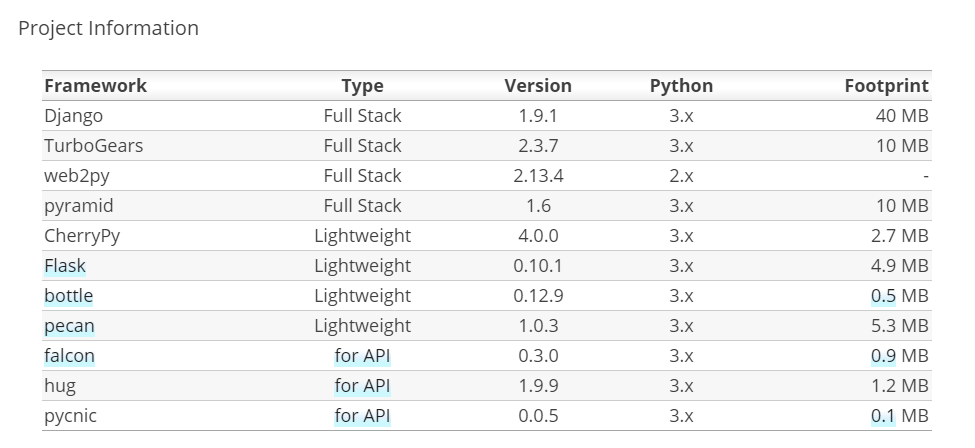 Project Information
Framework Type Version Python Footprint
Django Full Stack 1.9.1 3.x 40 MB
TurboGears Full Stack 2.3.7 3.x 10 MB
web2py Full Stack 2.13.4 2.x -
pyramid Full Stack 1.6 3.x 10 MB
CherryPy Lightweight 4.0.0 3.x 2.7 MB
Flask Lightweight 0.10.1 3.x 4.9 MB
bottle Lightweight 0.12.9 3.x 0.5 MB
pecan Lightweight 1.0.3 3.x 5.3 MB
falcon for API 0.3.0 3.x 0.9 MB
hug for API 1.9.9 3.x 1.2 MB
pycnic for API 0.0.5 3.x 0.1 MB